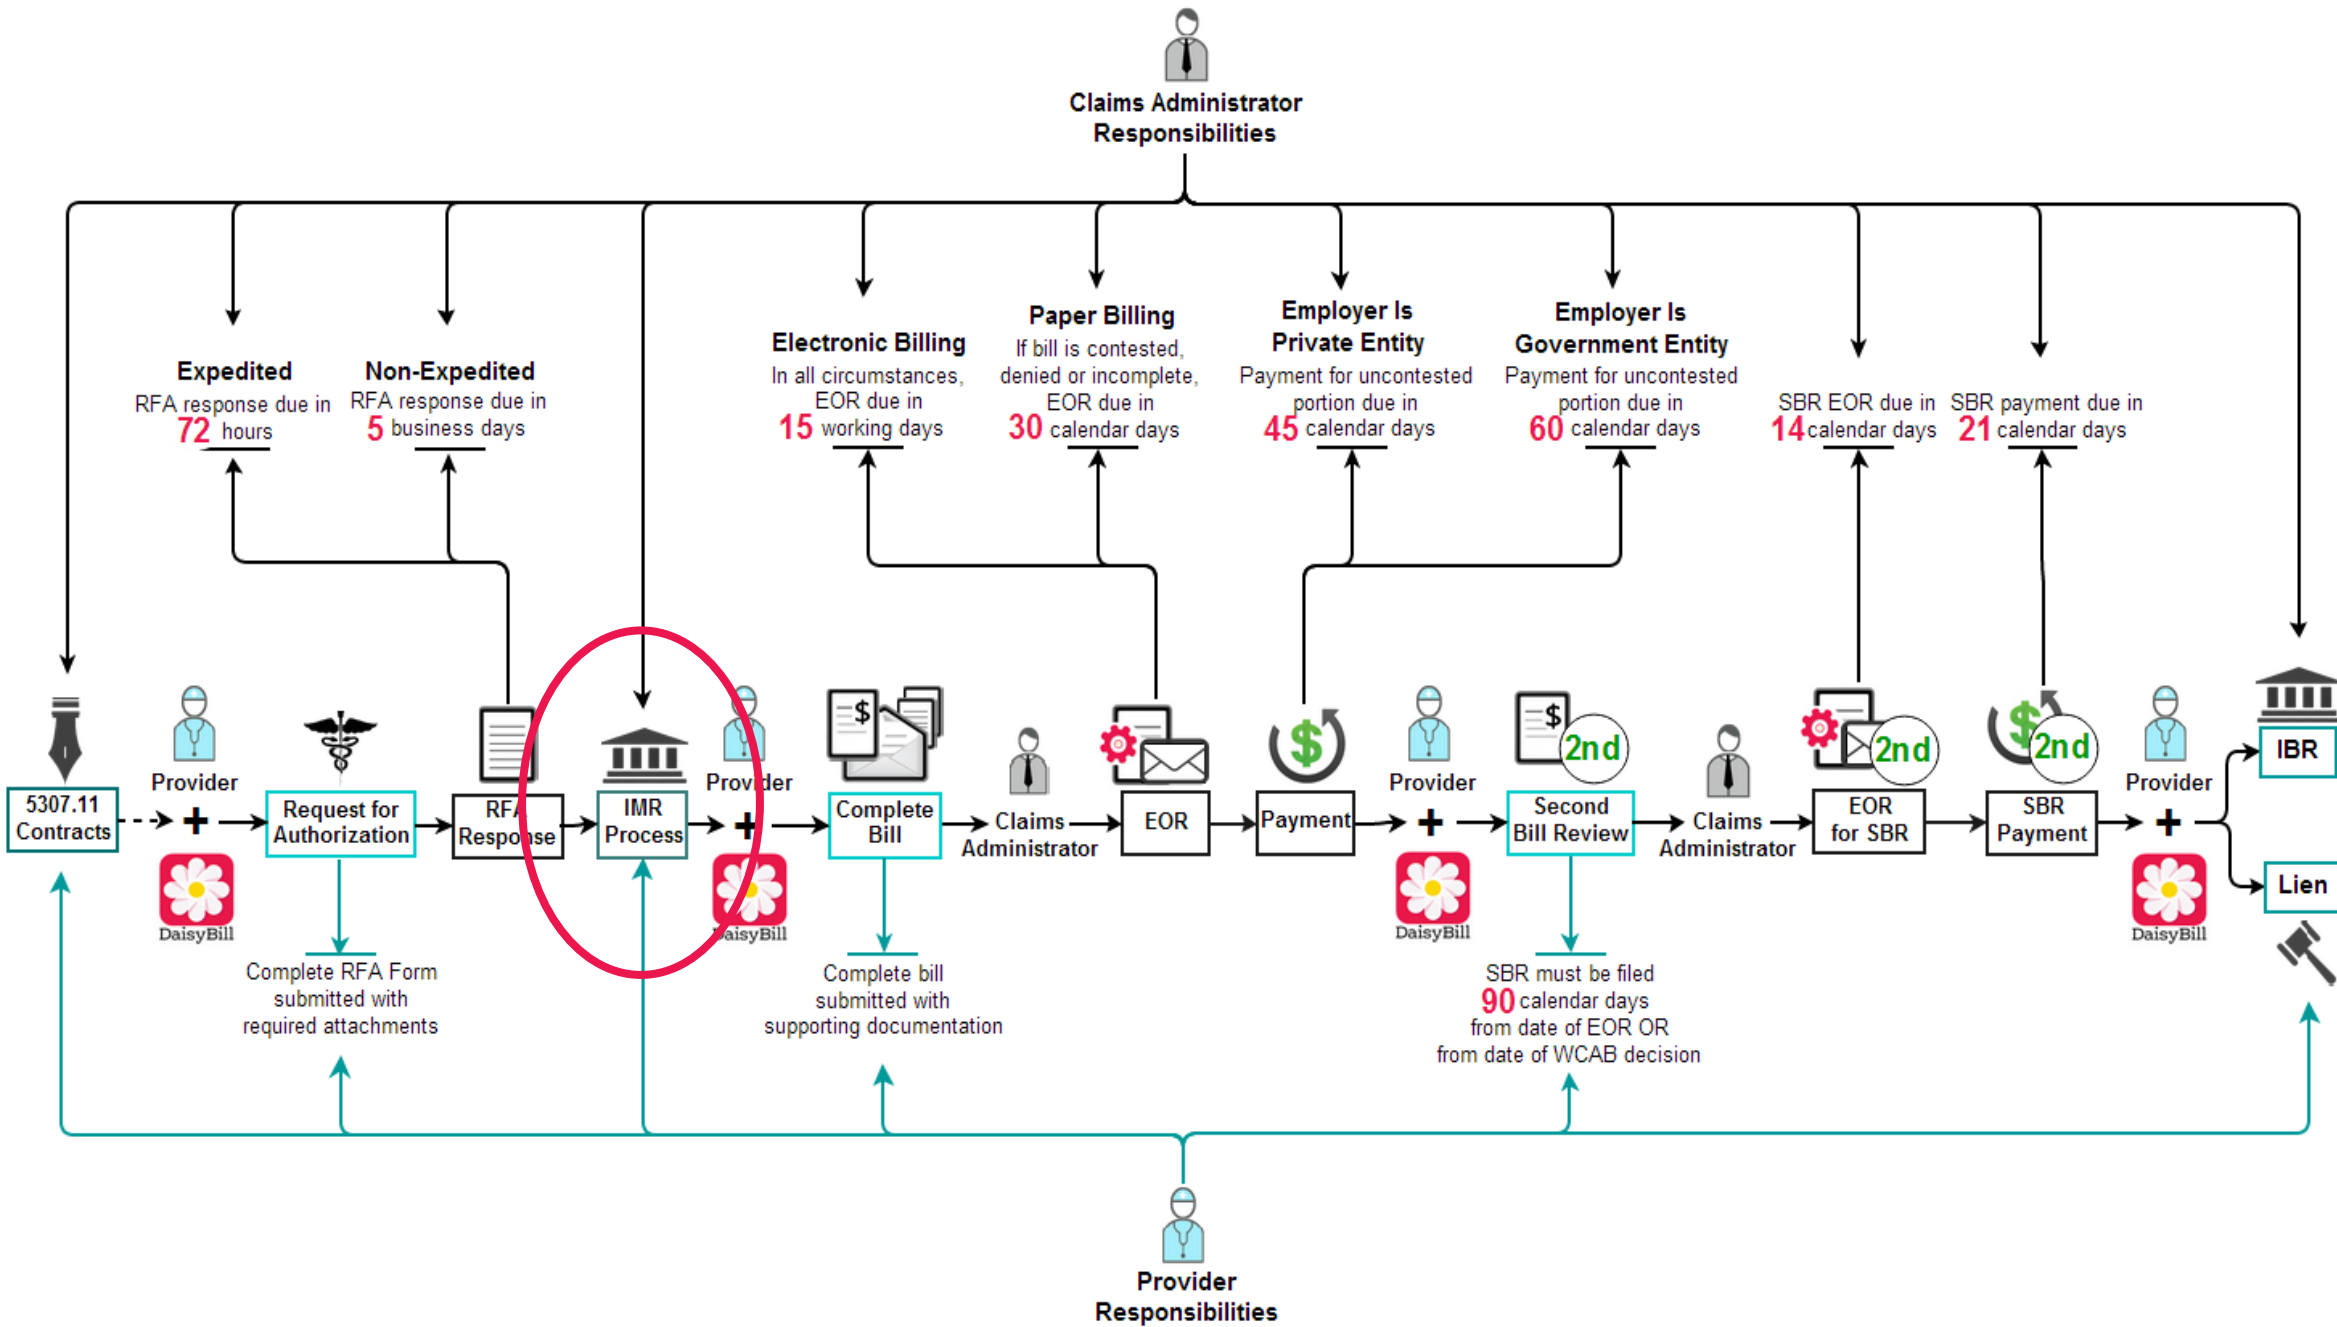 Claims Administrator
Responsibilities
Expedited
RFA response due in
72 hours
Non-Expedited
RFA response due in
5 business days
Electronic Billing
In all circumstances,
EOR due in
15 working days
Paper Billing
If bill is contested,
denied or incomplete,
EOR due in
30 calendar days
Employer Is
Private Entity
Payment for uncontested
portion due in
45 calendar days
Employer Is
Government Entity
Payment for uncontested
portion due in
60 calendar days
SBR EOR due in
14 calendar days
SBR payment due in
21 calendar days
5307.11
Contracts
Provider
+
DaisyBill
Request for
Authorization
RFA
Response
IMR
Process
Provider
+
DaisyBill
$
Complete
Bill
Claims
Administrator
EOR
$
Payment
Provider
+
DaisyBill
$
2nd
Second
Bill Review
Claims
Administrator
2nd
EOR
for SBR
$
2nd
SBR
Payment
Provider
+
DaisyBill
IBR
Lien
Complete RFA Form
submitted with
required attachments
Complete bill
submitted with
supporting documentation
SBR must be filed
90 calendar days
from date of EOR OR
from date of WCAB decision
Provider
Responsibilities